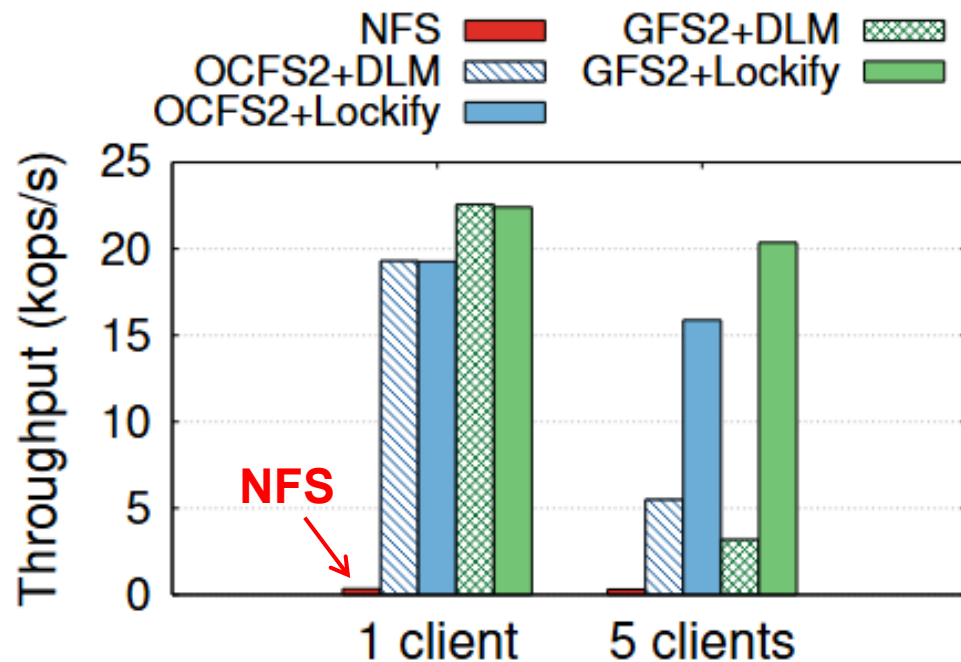 NFS
GFS2+DLM
OCFS2+DLM
GFS2+Lockify
OCFS2+Lockify
Throughput (kops/s)
25
20
15
10
5
0
NFS
1 client
5 clients